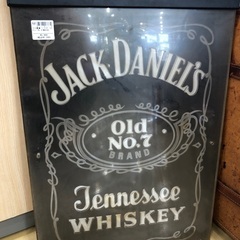 JACK DANIEL'S
Old
No.7
BRAND
Tennessee
WHISKEY